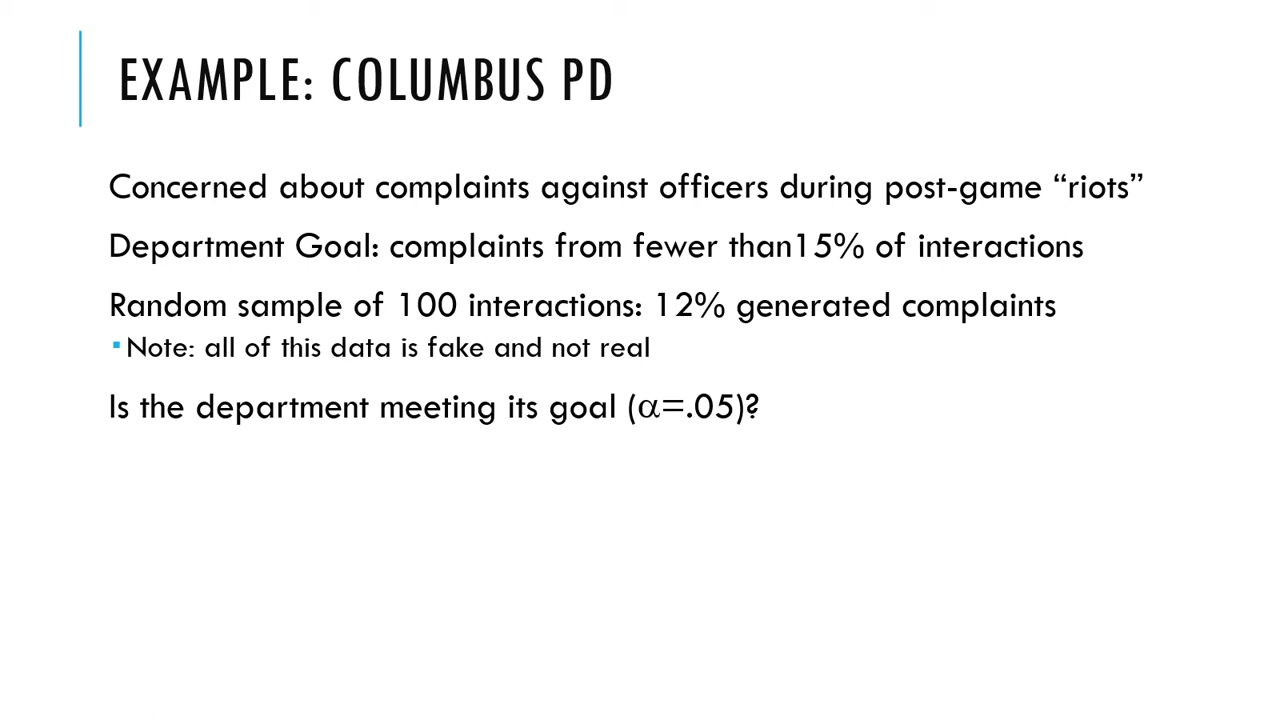 EXAMPLE: COLUMBUS PD
Concerned about complaints against officers during post-game “riots”
Department Goal: complaints from fewer than15% of interactions
Random sample of 100 interactions: 12% generated complaints
▪ Note: all of this data is fake and not real
Is the department meeting its goal (α=.05)?